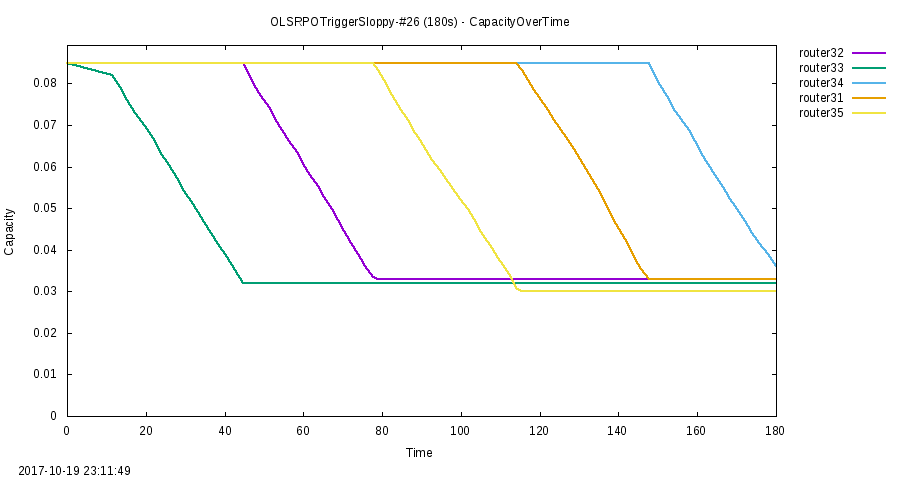 OLSRPOTriggerSloppy-#26 (180s) - CapacityOverTime
router32
router33
router34
router31
router35
0.08
0.07
0.06
0.05
0.04
0.03
0.02
0.01
0
Capacity
0 20 40 60 80 100 120 140 160 180
Time
2017-10-19 23:11:49